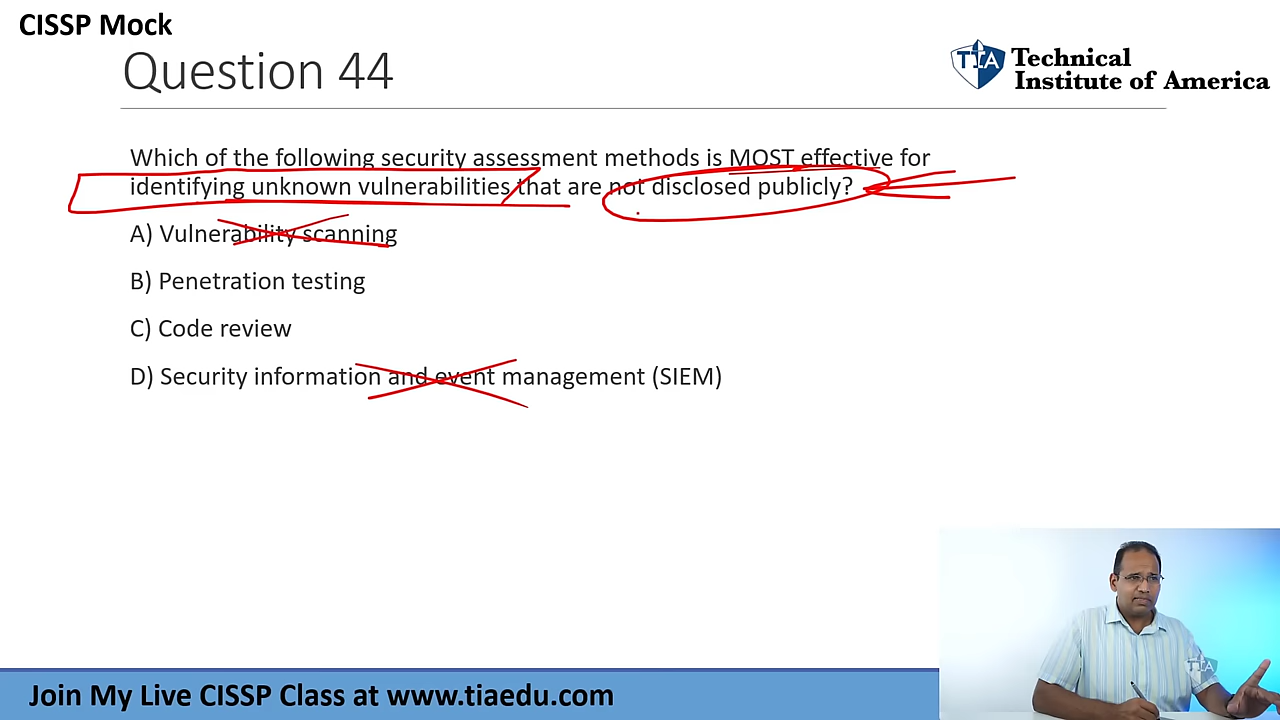 CISSP Mock
Question 44
TIA Technical
Institute of America
Which of the following security assessment methods is MOST effective for
identifying unknown vulnerabilities that are not disclosed publicly?
A) Vulnerability scanning
B) Penetration testing
C) Code review
D) Security information and event management (SIEM)
TIA
Join My Live CISSP Class at www.tiaedu.com